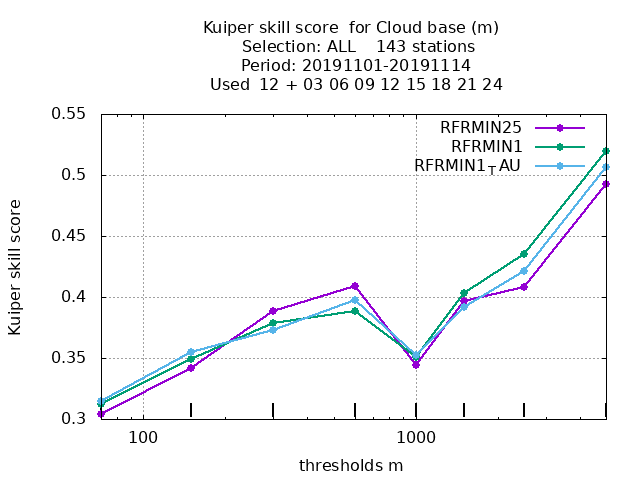 Kuiper skill score  for Cloud base (m)
Selection: ALL    143 stations
Period: 20191101-20191114
Used  12 + 03 06 09 12 15 18 21 24
0.55
0.5
0.45
0.4
0.35
0.3
Kuiper skill score
RFRMIN25
RFRMIN1
RFRMIN1TAU
100
1000
thresholds m